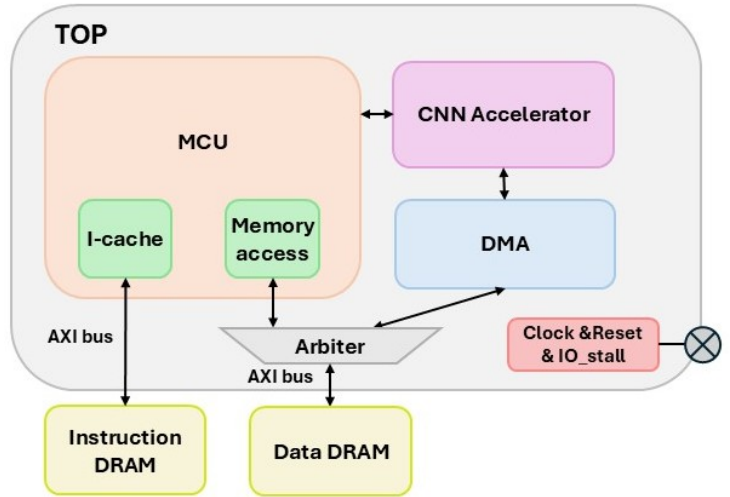 TOP
MCU
CNN Accelerator
I-cache
Memory
access
DMA
AXI bus
Arbiter
Clock &Reset
& IO_stall
AXI bus
Instruction
DRAM
Data DRAM